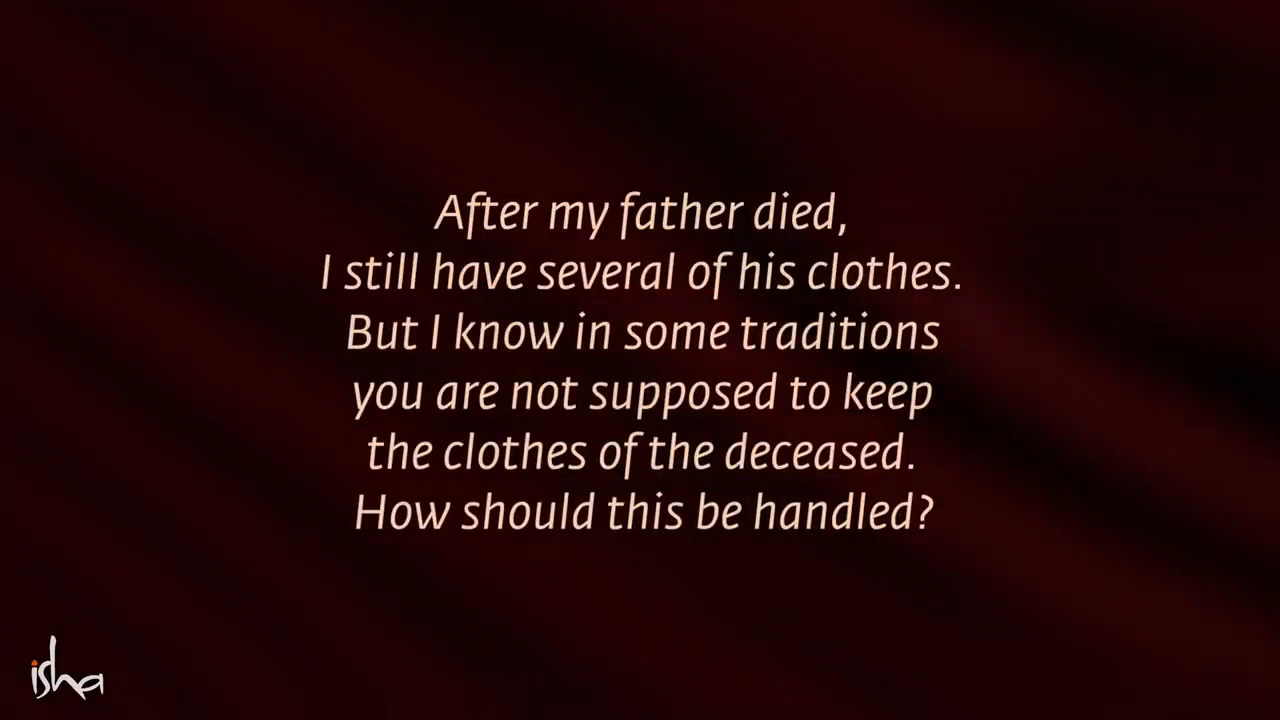 After my father died,
I still have several of his clothes.
But I know in some traditions
you are not supposed to keep
the clothes of the deceased.
How should this be handled?
isha